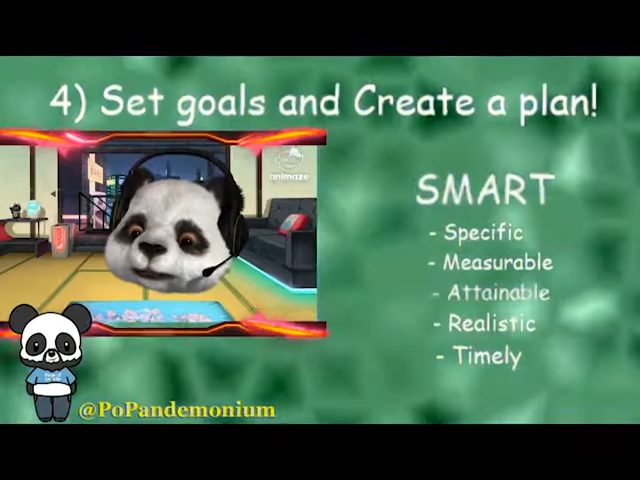 4) Set goals and Create a plan!
animaze
SMART
- Specific
- Measurable
- Attainable
- Realistic
- Timely
@PoPandemonium